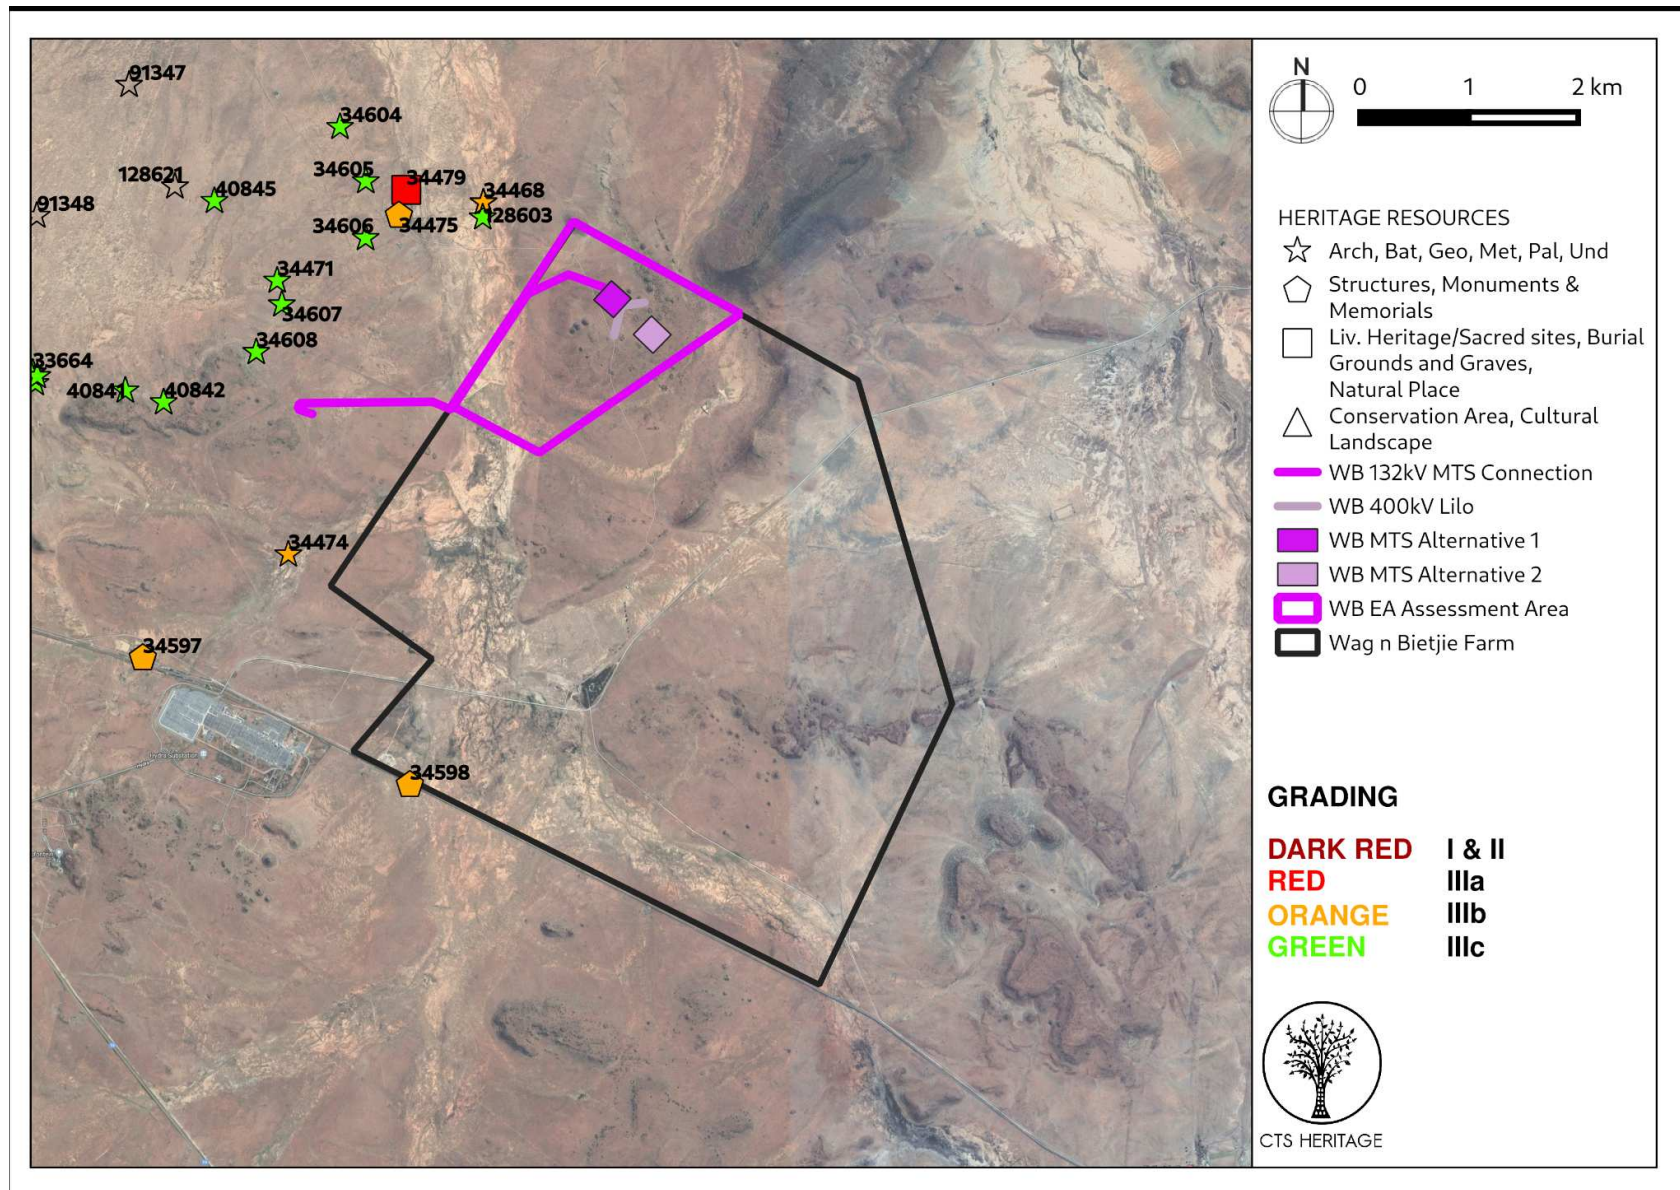 91347
34604
34605
128621
34479
40845
34468
91348
128603
34606
34475
34471
34607
34608
33664
40841
40842
34474
34597
34598
N
0 1 2 km
HERITAGE RESOURCES
Arch, Bat, Geo, Met, Pal, Und
Structures, Monuments &
Memorials
Liv. Heritage/Sacred sites, Burial
Grounds and Graves,
Natural Place
Conservation Area, Cultural
Landscape
WB 132kV MTS Connection
WB 400kV Lilo
WB MTS Alternative 1
WB MTS Alternative 2
WB EA Assessment Area
Wag n Bietjie Farm
GRADING
DARK RED I & II
RED IIIa
ORANGE IIIb
GREEN IIIc
CTS HERITAGE